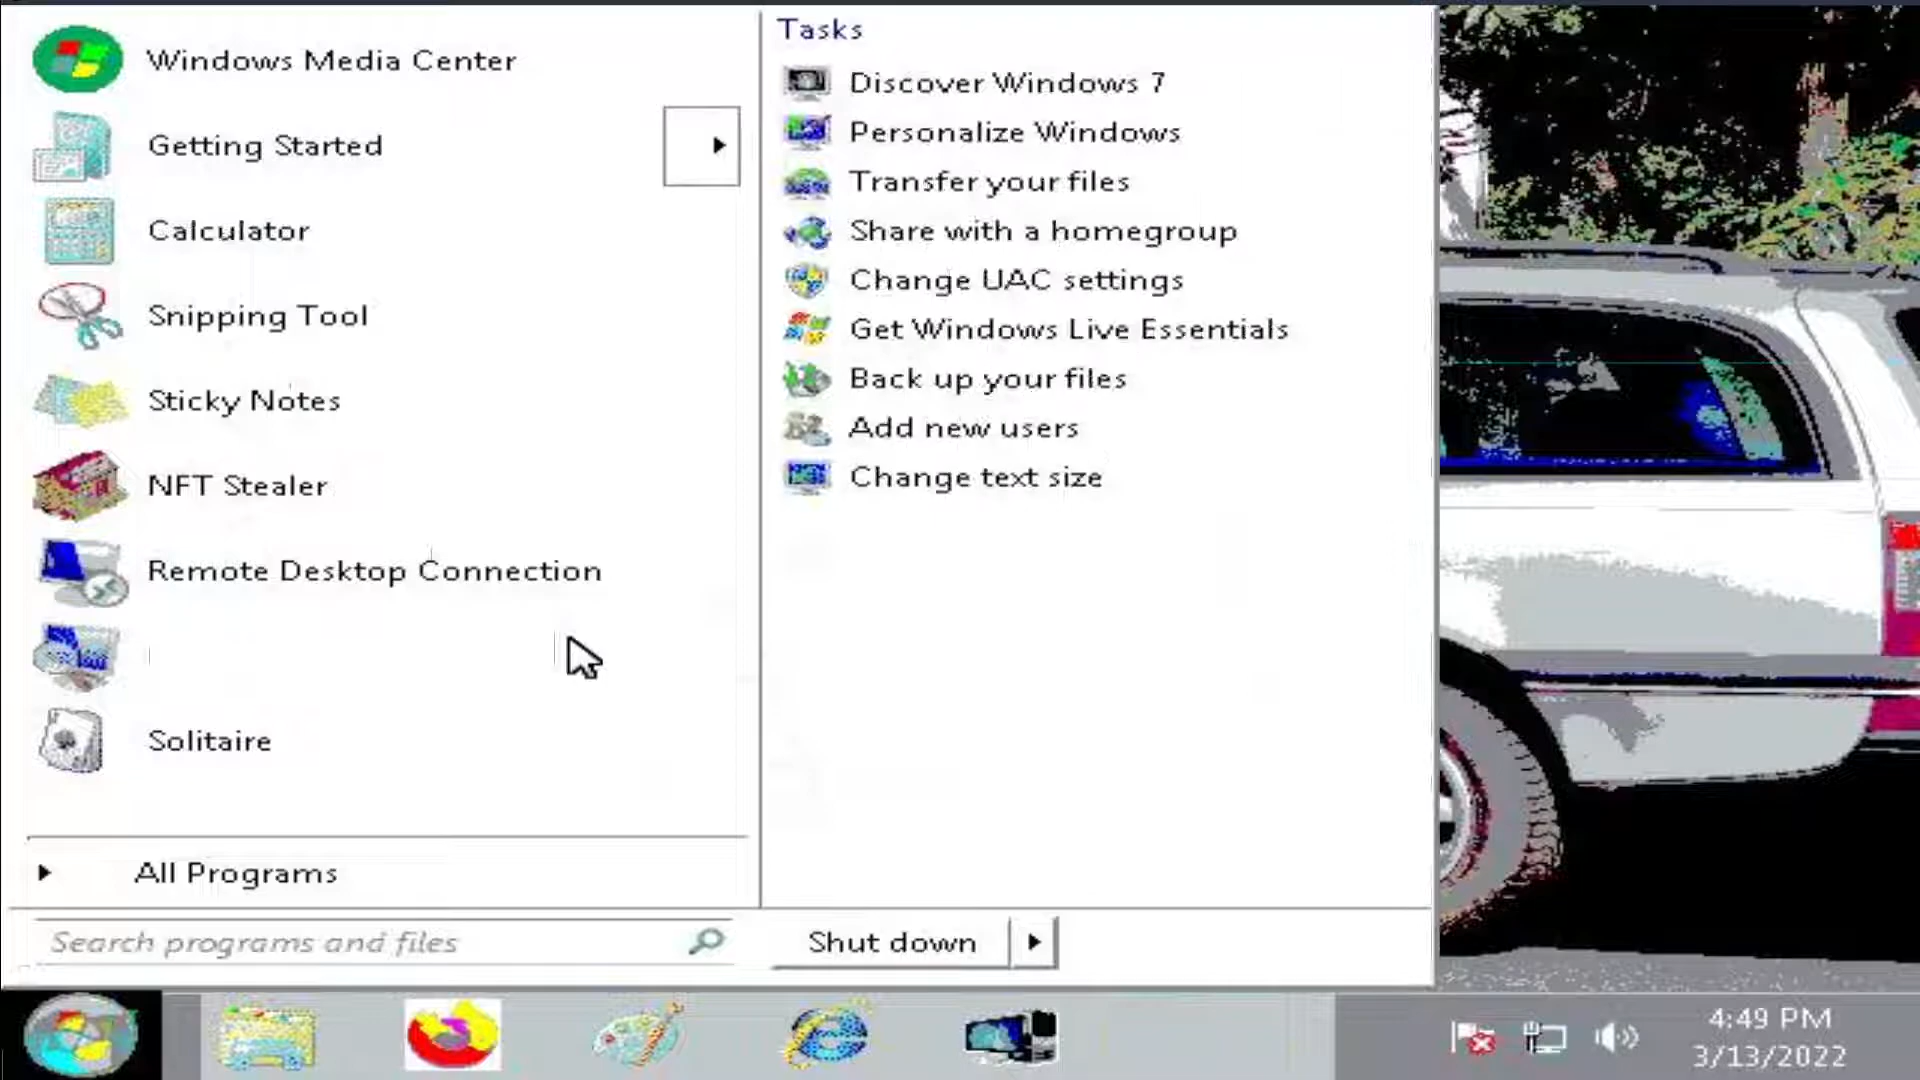 Windows Media Center
Getting Started
Calculator
Snipping Tool
Sticky Notes
NFT Stealer
Remote Desktop Connection
Solitaire
All Programs
Search programs and files
Tasks
Discover Windows 7
Personalize Windows
Transfer your files
Share with a homegroup
Change UAC settings
Get Windows Live Essentials
Back up your files
Add new users
Change text size
Shut down
4:49 PM
3/13/2022